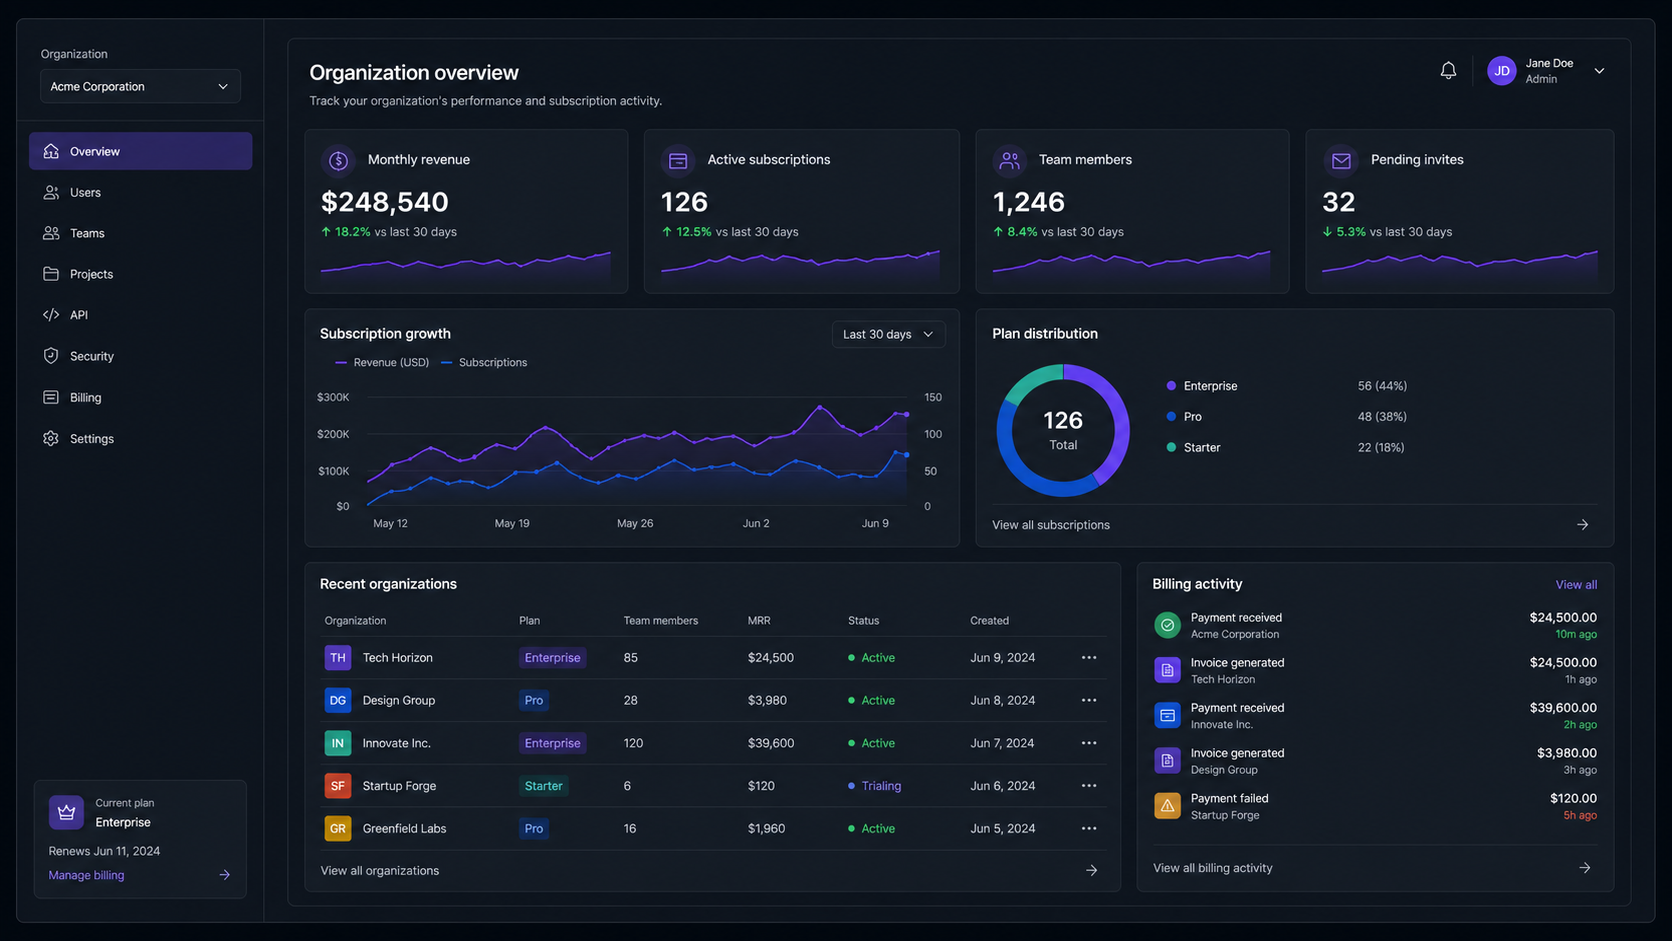 Organization
Acme Corporation
Overview
Users
Teams
Projects
API
Security
Billing
Settings
Current plan
Enterprise
Renews Jun 11, 2024
Manage billing
Organization overview
Track your organization's performance and subscription activity.
JD
Jane Doe
Admin
Monthly revenue
$248,540
18.2% vs last 30 days
Active subscriptions
126
12.5% vs last 30 days
Team members
1,246
8.4% vs last 30 days
Pending invites
32
5.3% vs last 30 days
Subscription growth
Last 30 days
Revenue (USD) Subscriptions
$300K 150
$200K 100
$100K 50
$0 0
May 12 May 19 May 26 Jun 2 Jun 9
Plan distribution
126
Total
Enterprise 56 (44%)
Pro 48 (38%)
Starter 22 (18%)
View all subscriptions
Recent organizations
Organization Plan Team members MRR Status Created
TH Tech Horizon Enterprise 85 $24,500 Active Jun 9, 2024
DG Design Group Pro 28 $3,980 Active Jun 8, 2024
IN Innovate Inc. Enterprise 120 $39,600 Active Jun 7, 2024
SF Startup Forge Starter 6 $120 Trialing Jun 6, 2024
GR Greenfield Labs Pro 16 $1,960 Active Jun 5, 2024
View all organizations
Billing activity View all
Payment received $24,500.00
Acme Corporation 10m ago
Invoice generated $24,500.00
Tech Horizon 1h ago
Payment received $39,600.00
Innovate Inc. 2h ago
Invoice generated $3,980.00
Design Group 3h ago
Payment failed $120.00
Startup Forge 5h ago
View all billing activity